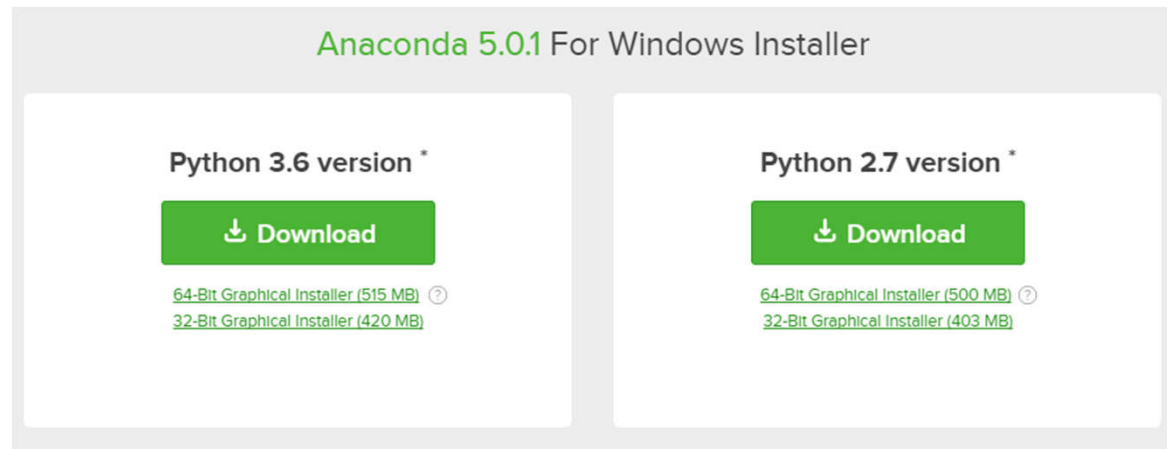 Anaconda 5.0.1 For Windows Installer
Python 3.6 version *
Download
64-Bit Graphical Installer (515 MB) ?
32-Bit Graphical Installer (420 MB)
Python 2.7 version *
Download
64-Bit Graphical Installer (500 MB) ?
32-Bit Graphical Installer (403 MB)